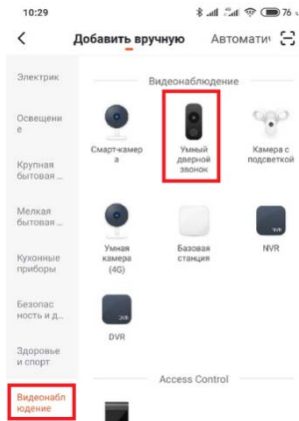 10:29
76
Добавить вручную
Автомати
Электрик
Освещени
е
Крупная
бытовая ...
Мелкая
бытовая ...
Кухонные
приборы
Безопас
ность и д...
Здоровье
и спорт
Видеонабл
юдение
Видеонаблюдение
Смарт-камер
а
Умный
дверной
звонок
Камера с
подсветкой
Умная
камера
(4G)
Базовая
станция
NVR
DVR
Access Control